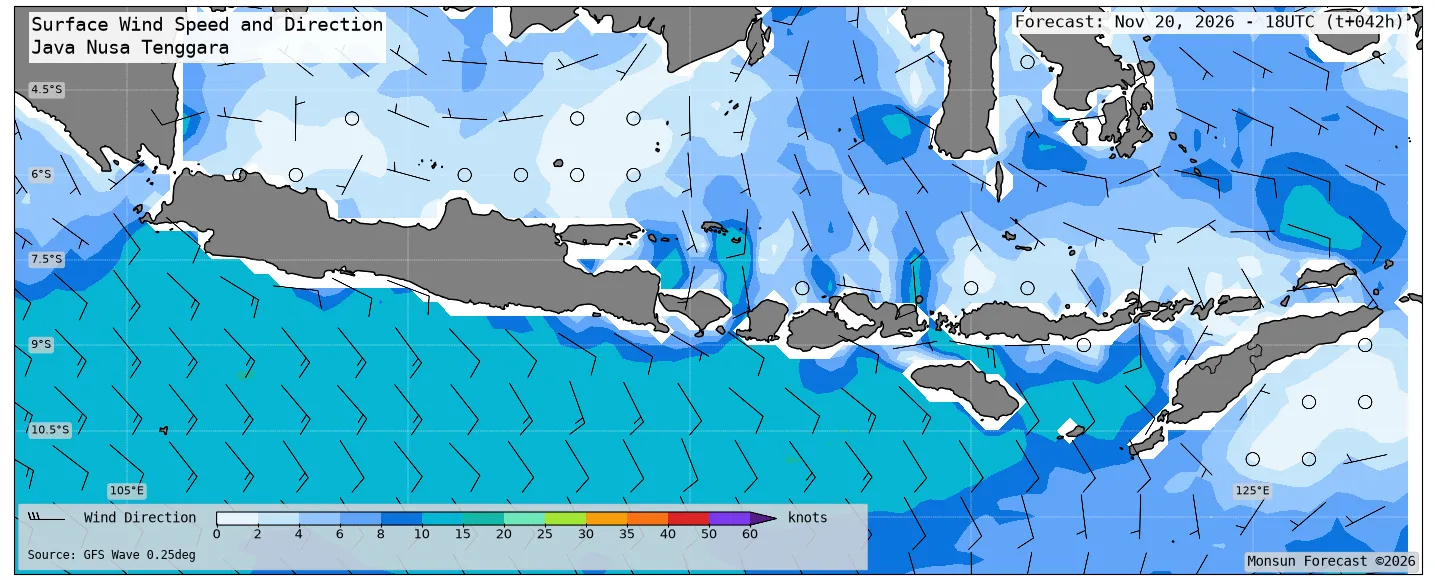 Surface Wind Speed and Direction
Java Nusa Tenggara
Forecast: Nov 20, 2026 - 18UTC (t+042h)
4.5°S
6°S
7.5°S
9°S
10.5°S
105°E
125°E
Wind Direction
0 2 4 6 8 10 15 20 25 30 35 40 50 60 knots
Source: GFS Wave 0.25deg
Monsun Forecast ©2026